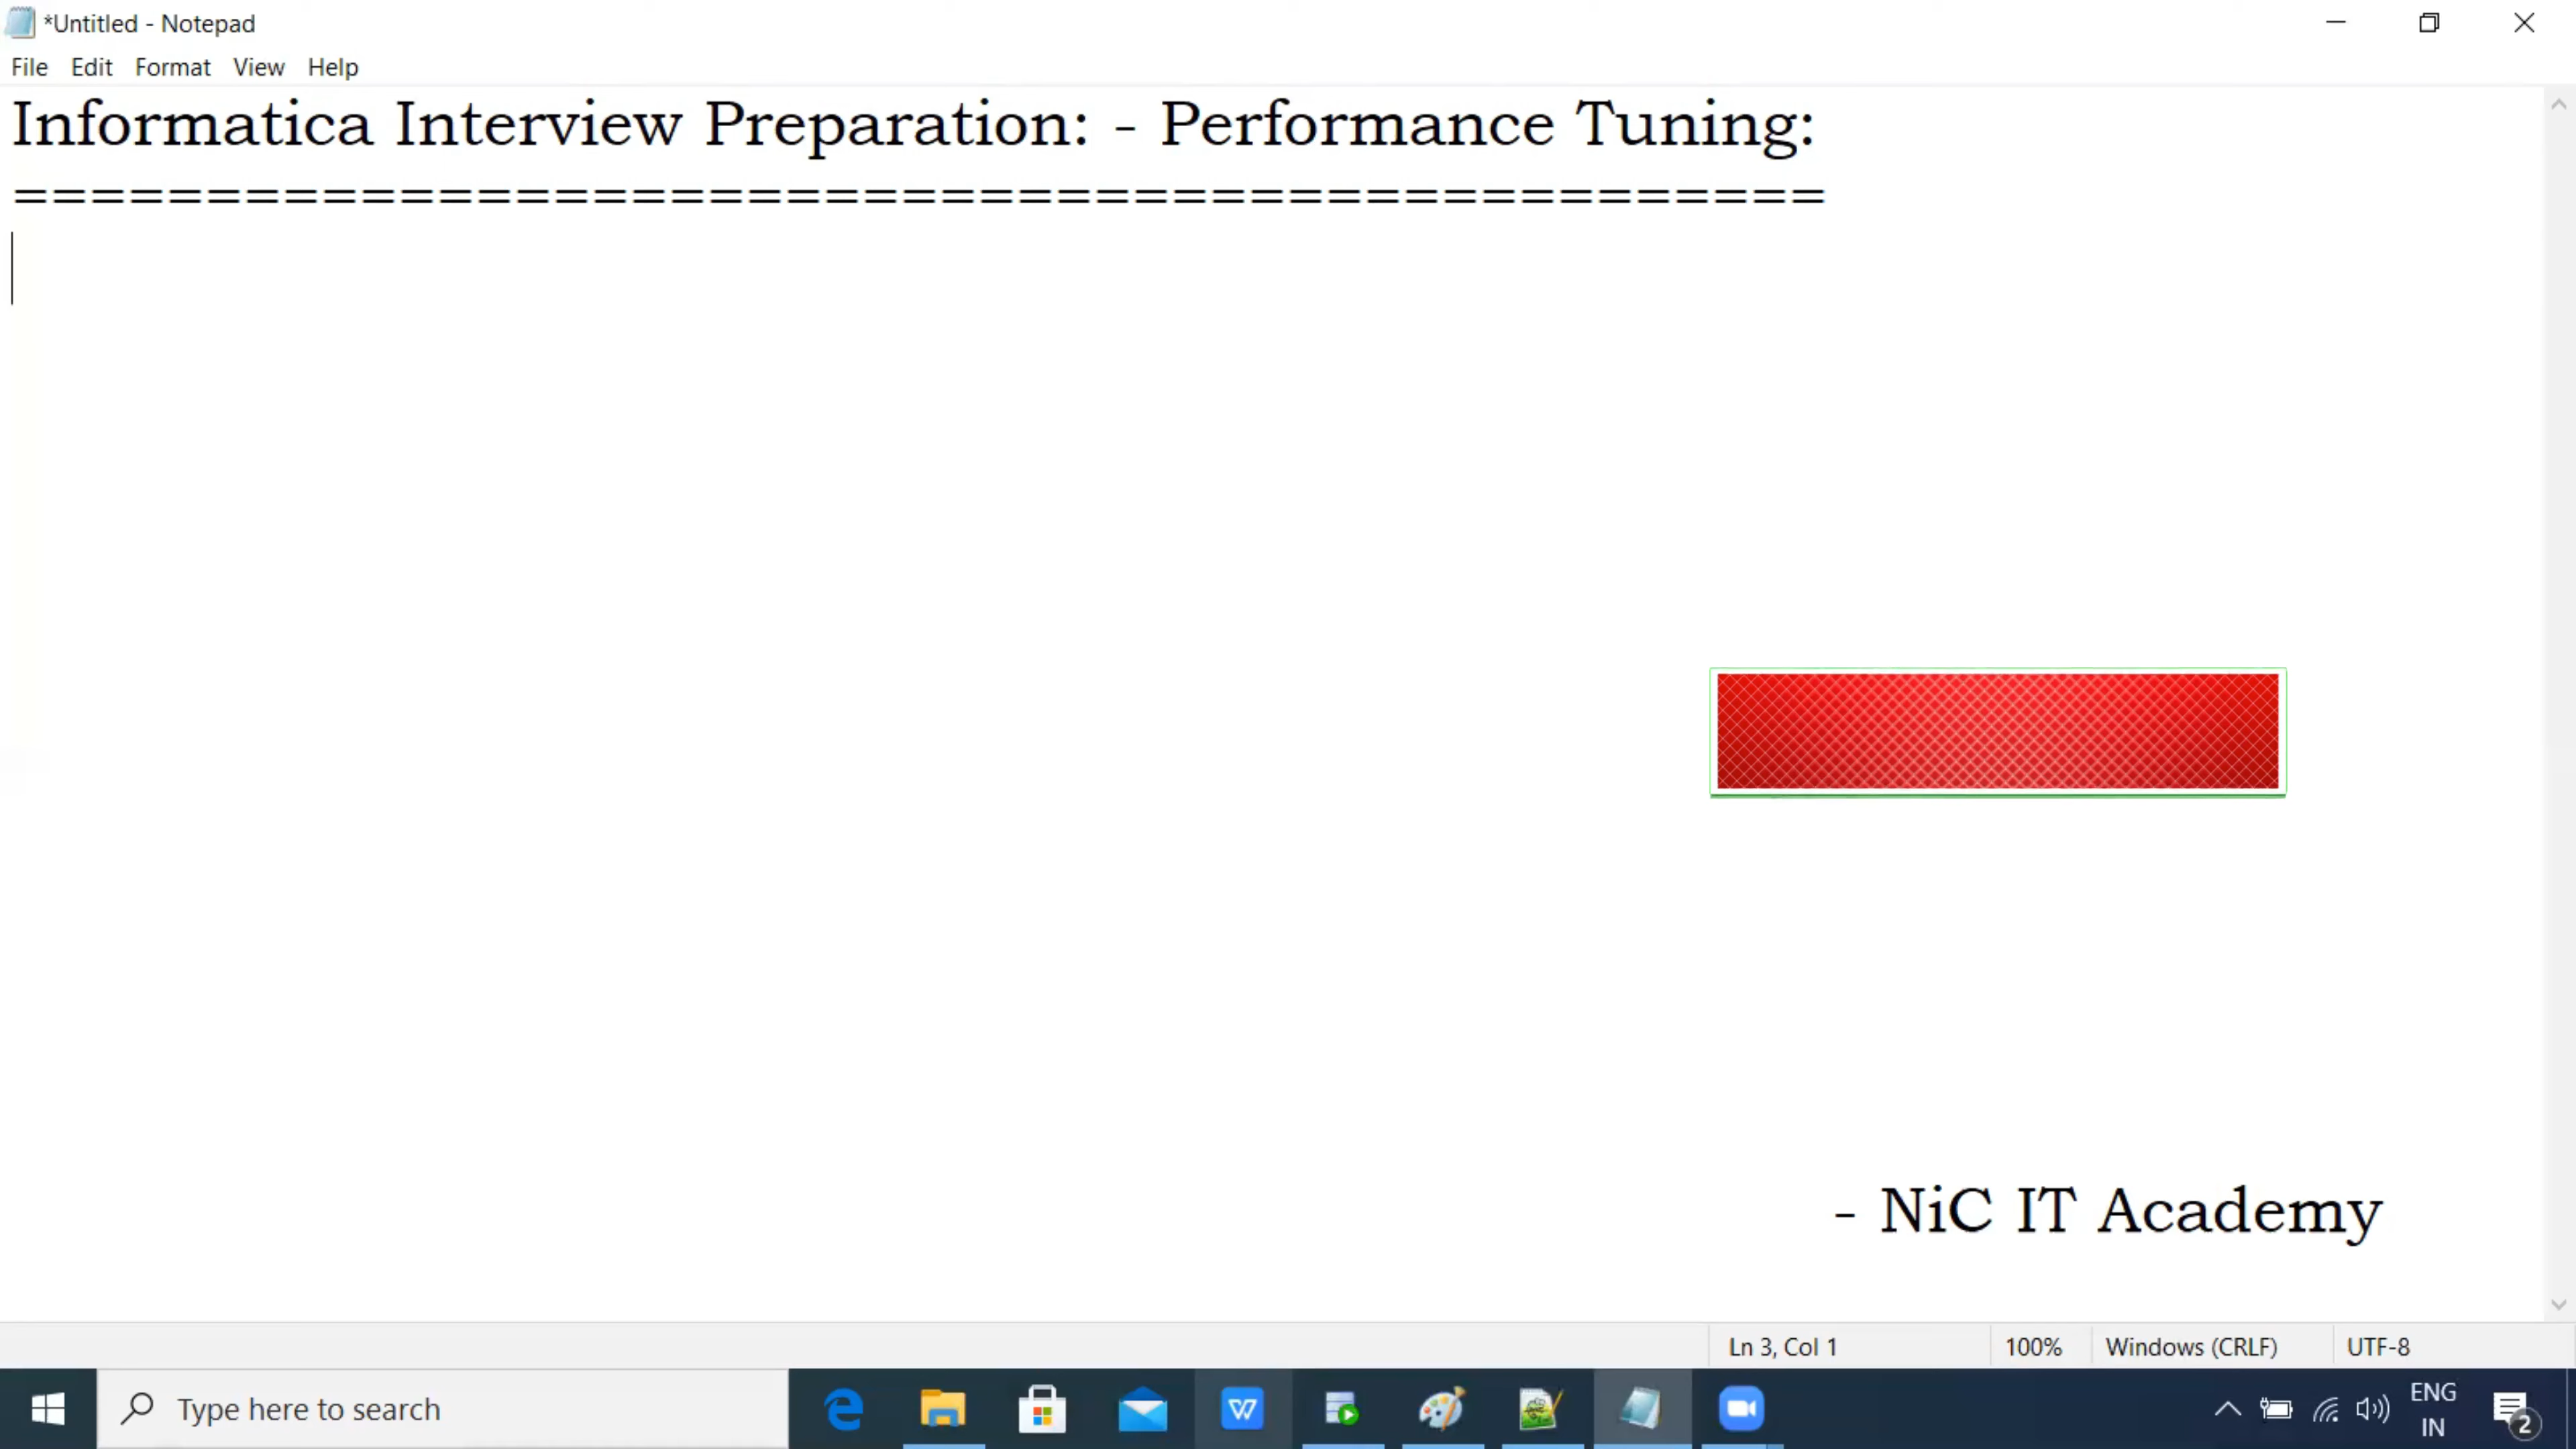 *Untitled - Notepad
File Edit Format View Help
Informatica Interview Preparation: - Performance Tuning:
===============================================
- NiC IT Academy
Ln 3, Col 1 100% Windows (CRLF) UTF-8
Type here to search
ENG
IN
2